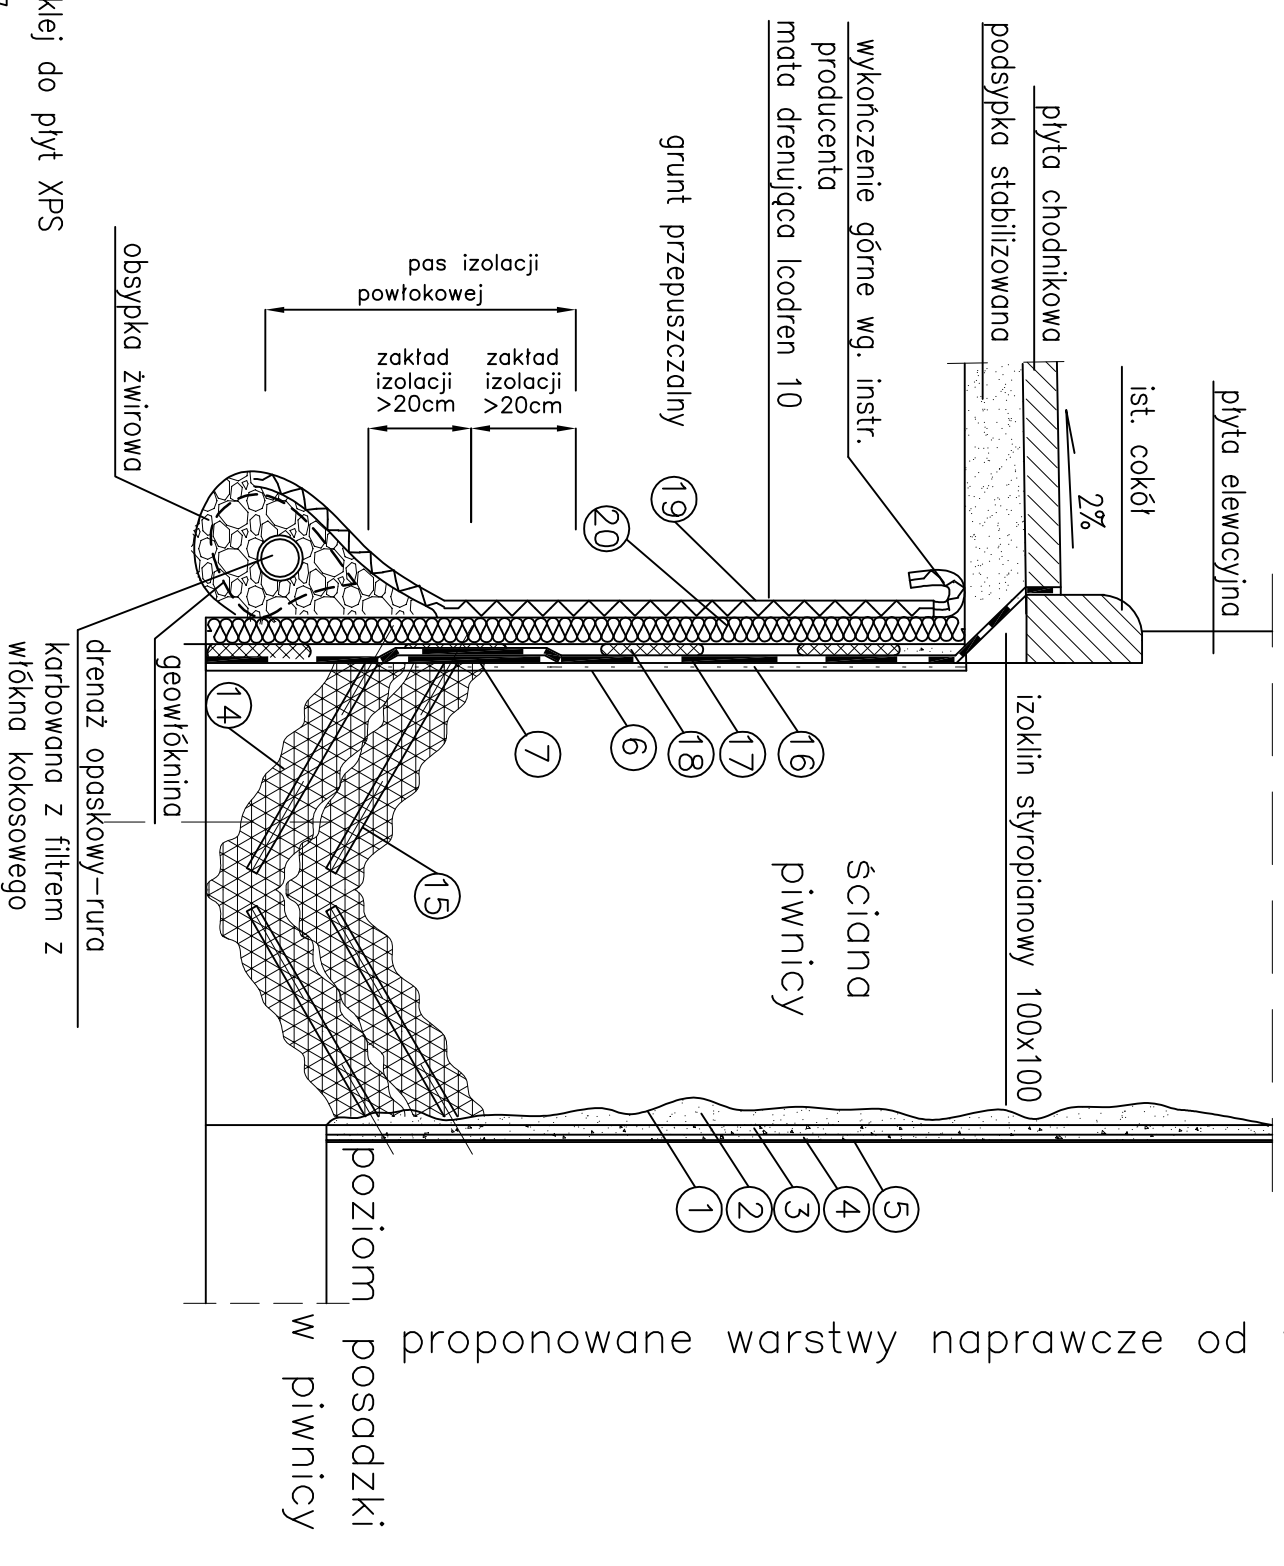 płyta elewacyjna
ist. cokół
2%
płyta chodnikowa
podsypka stabilizowana
wykończenie górne wg. instr.
producenta
mata drenująca Icodren 10
grunt przepuszczalny
pas izolacji
powłokowej
zakład
izolacji
>20cm
zakład
izolacji
>20cm
obsypka żwirowa
klej do płyt XPS
19
20
izoklin styropianowy 100x100
ściana
piwnicy
16
17
18
6
7
15
14
geowłóknina
drenaż opaskowy-rura
karbowana z filtrem z
włókna kokosowego
5
4
3
2
1
poziom posadzki
w piwnicy
proponowane warstwy naprawcze od